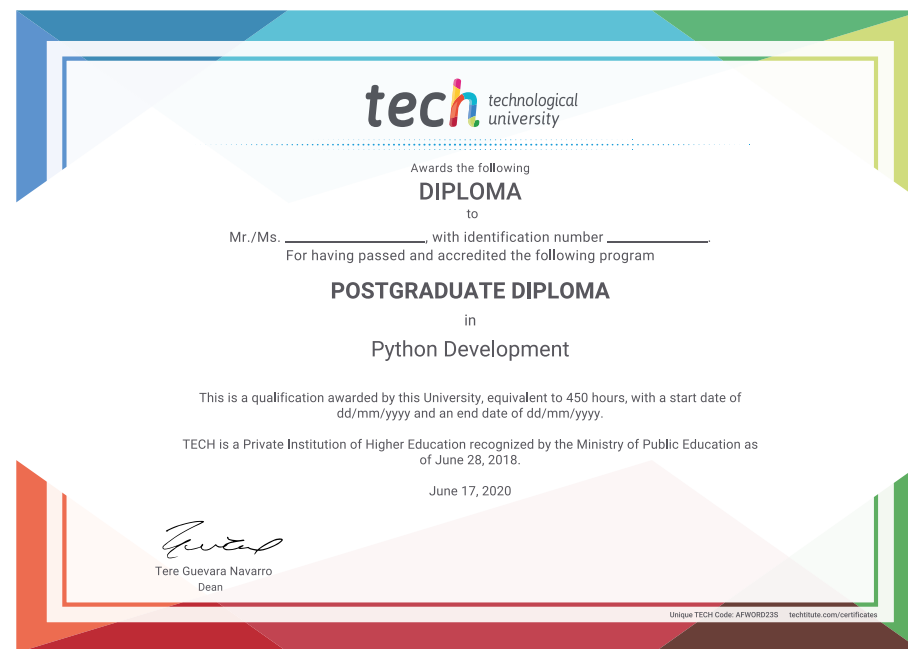 tech technological
university
Awards the following
DIPLOMA
to
Mr./Ms. ____________________, with identification number ______________.
For having passed and accredited the following program
POSTGRADUATE DIPLOMA
in
Python Development
This is a qualification awarded by this University, equivalent to 450 hours, with a start date of
dd/mm/yyyy and an end date of dd/mm/yyyy.
TECH is a Private Institution of Higher Education recognized by the Ministry of Public Education as
of June 28, 2018.
June 17, 2020
Tere Guevara Navarro
Dean
Unique TECH Code: AFWORD23S techtitute.com/certificates